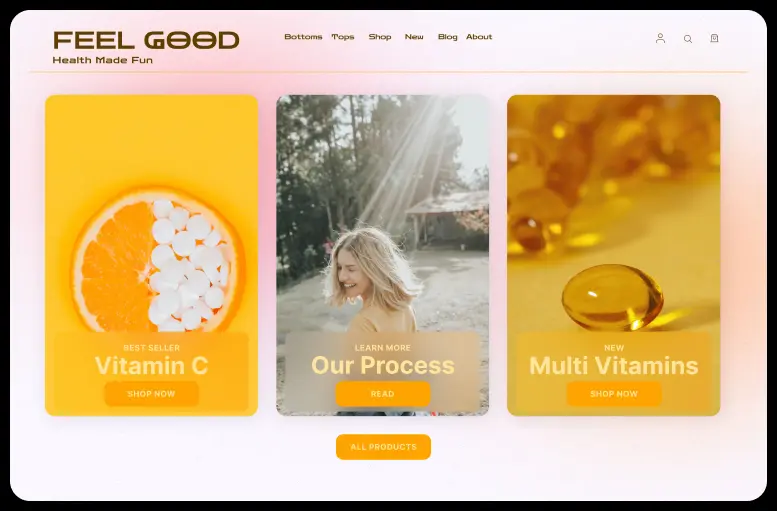 FEEL GOOD
Health Made Fun
Bottoms Tops Shop New Blog About
BEST SELLER
Vitamin C
SHOP NOW
LEARN MORE
Our Process
READ
NEW
Multi Vitamins
SHOP NOW
ALL PRODUCTS